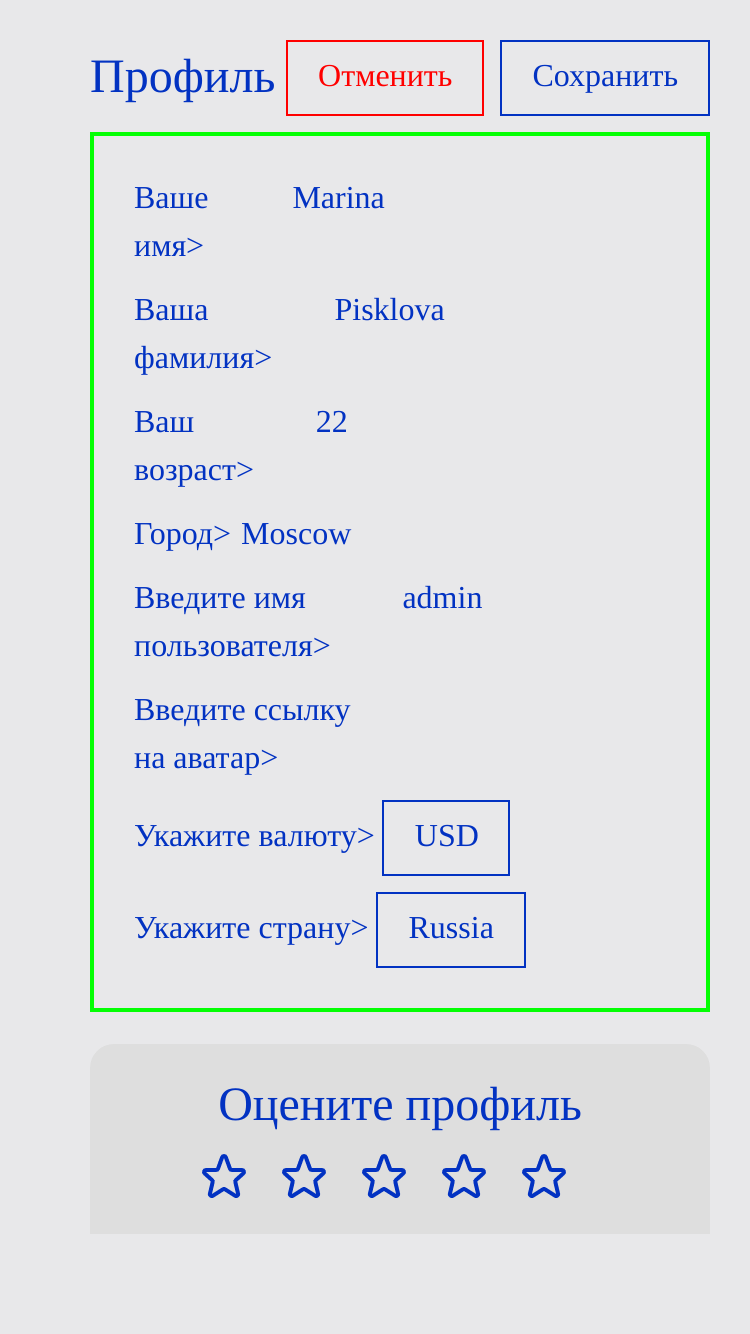 Профиль Отменить Сохранить
Ваше Marina
имя>
Ваша Pisklova
фамилия>
Ваш 22
возраст>
Город> Moscow
Введите имя admin
пользователя>
Введите ссылку
на аватар>
Укажите валюту> USD
Укажите страну> Russia
Оцените профиль